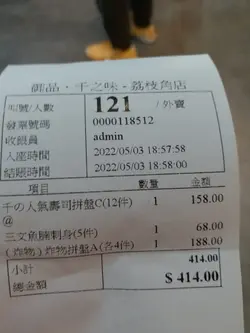 御品·千之味-荔枝角店
單號/人數 121 /外賣
發票號碼 0000118512
收銀員 admin
入座時間 2022/05/03 18:57:58
結賬時間 2022/05/03 18:58:00
項目 數量 金額
千の人氣壽司拼盤C(12件) 1 158.00
@
三文魚腩刺身(5件) 1 68.00
(炸物)炸物拼盤A(各4件) 1 188.00
小計 414.00
總金額 $ 414.00